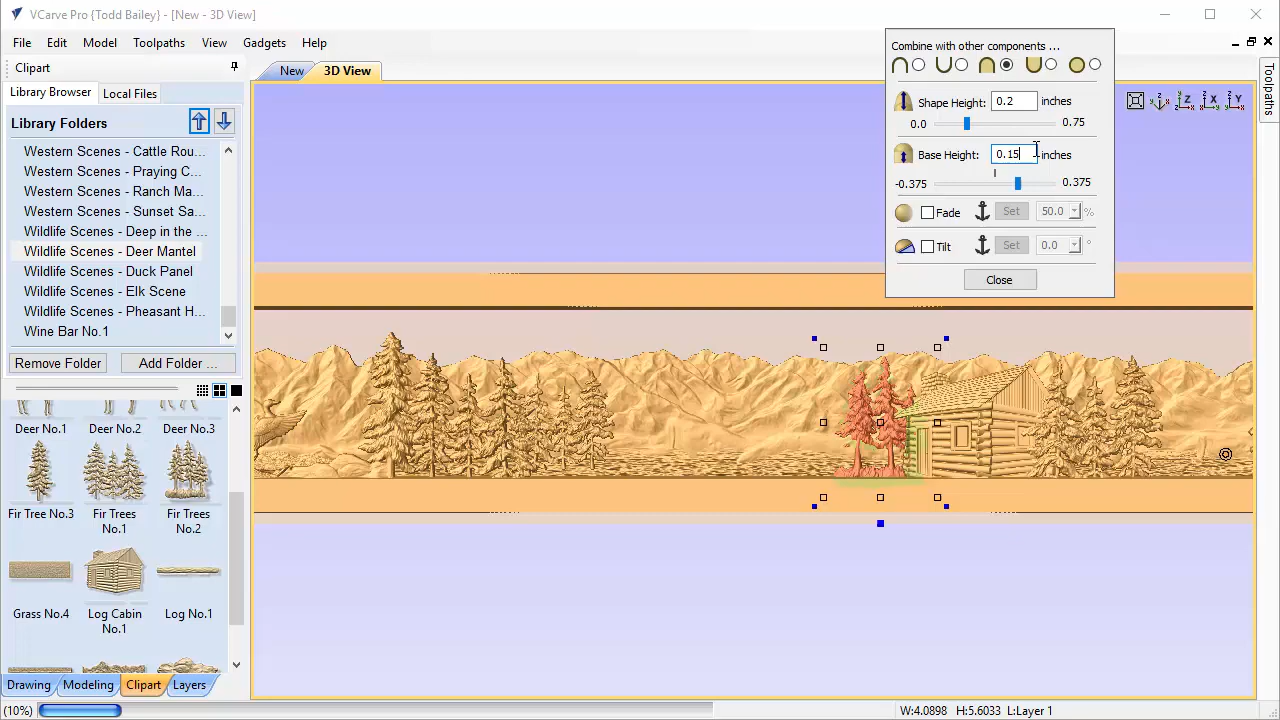 VCarve Pro {Todd Bailey} - [New - 3D View]
File Edit Model Toolpaths View Gadgets Help
Clipart
Library Browser Local Files
Library Folders
Western Scenes - Cattle Rou...
Western Scenes - Praying C...
Western Scenes - Ranch Ma...
Western Scenes - Sunset Sa...
Wildlife Scenes - Deep in the ...
Wildlife Scenes - Deer Mantel
Wildlife Scenes - Duck Panel
Wildlife Scenes - Elk Scene
Wildlife Scenes - Pheasant H...
Wine Bar No.1
Remove Folder Add Folder ...
Deer No.1 Deer No.2 Deer No.3
Fir Tree No.3 Fir Trees No.1 Fir Trees No.2
Grass No.4 Log Cabin No.1 Log No.1
Drawing Modeling Clipart Layers
New 3D View
Combine with other components ...
Shape Height: 0.2 inches
0.0 0.75
Base Height: 0.15 inches
-0.375 0.375
Fade Set 50.0 %
Tilt Set 0.0 °
Close
Z X Y
Toolpaths
(10%) W:4.0898 H:5.6033 L:Layer 1